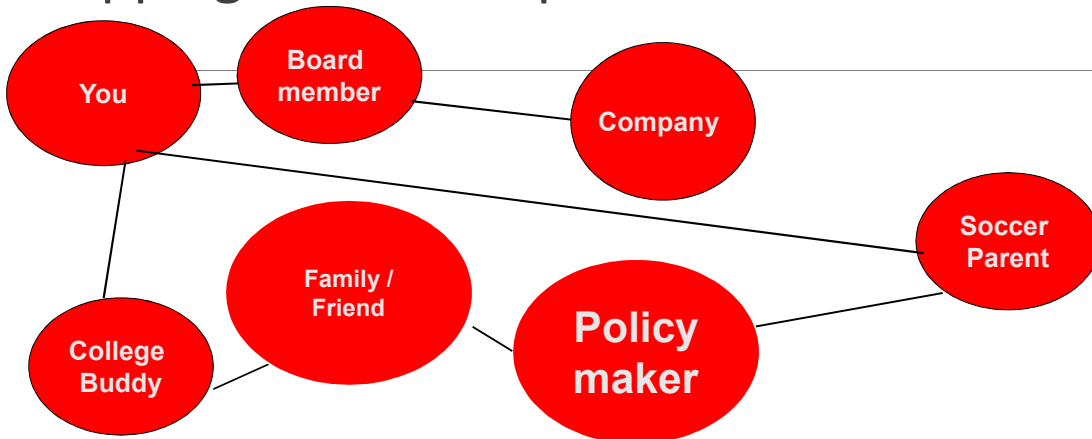 You
Board
member
Company
Soccer
Parent
Family /
Friend
Policy
maker
College
Buddy